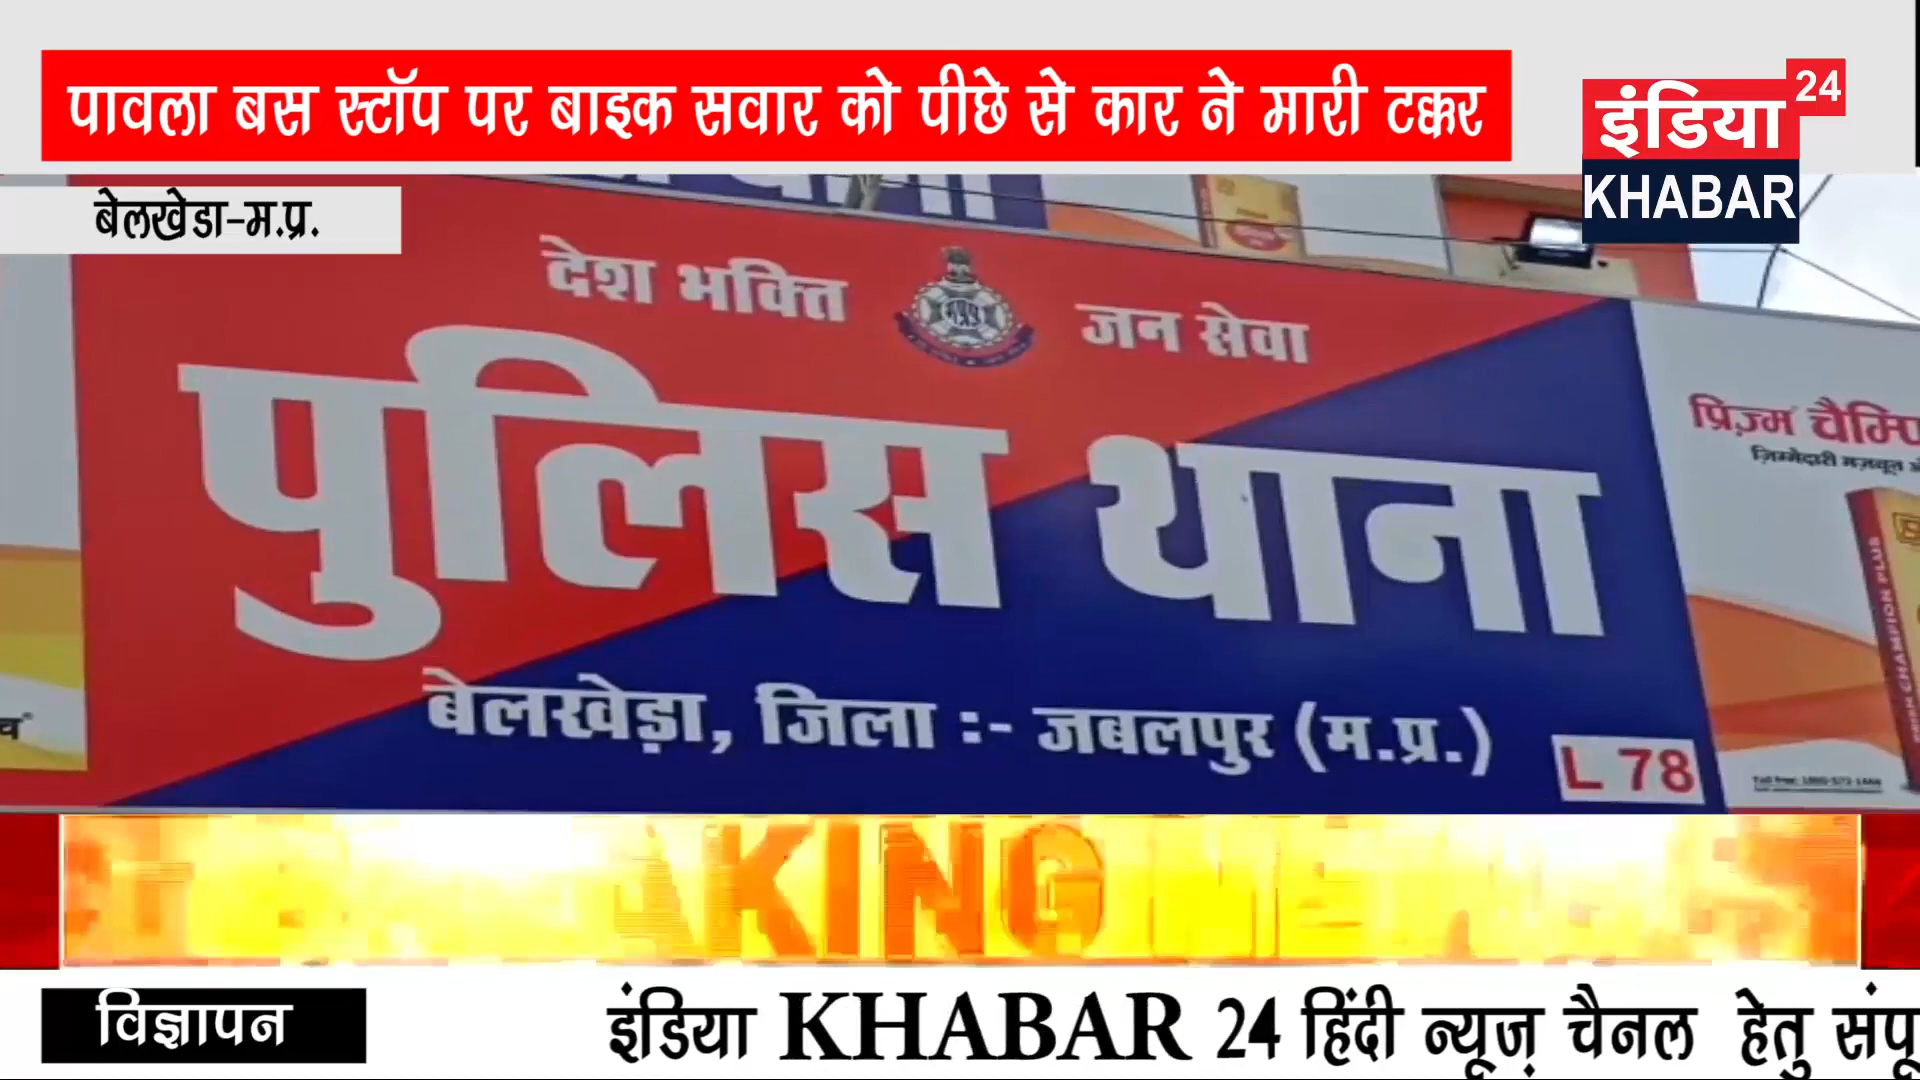 पावला बस स्टॉप पर बाइक सवार को पीछे से कार ने मारी टक्कर
इंडिया 24
KHABAR
बेलखेडा-म.प्र.
देश भक्ति जन सेवा
पुलिस थाना
बेलखेड़ा, जिला :- जबलपुर (म.प्र.)
L 78
प्रिज़्म चैम्पि
ज़िम्मेदारी मज़बूत
KING
विज्ञापन
इंडिया KHABAR 24 हिंदी न्यूज़ चैनल हेतु संपू